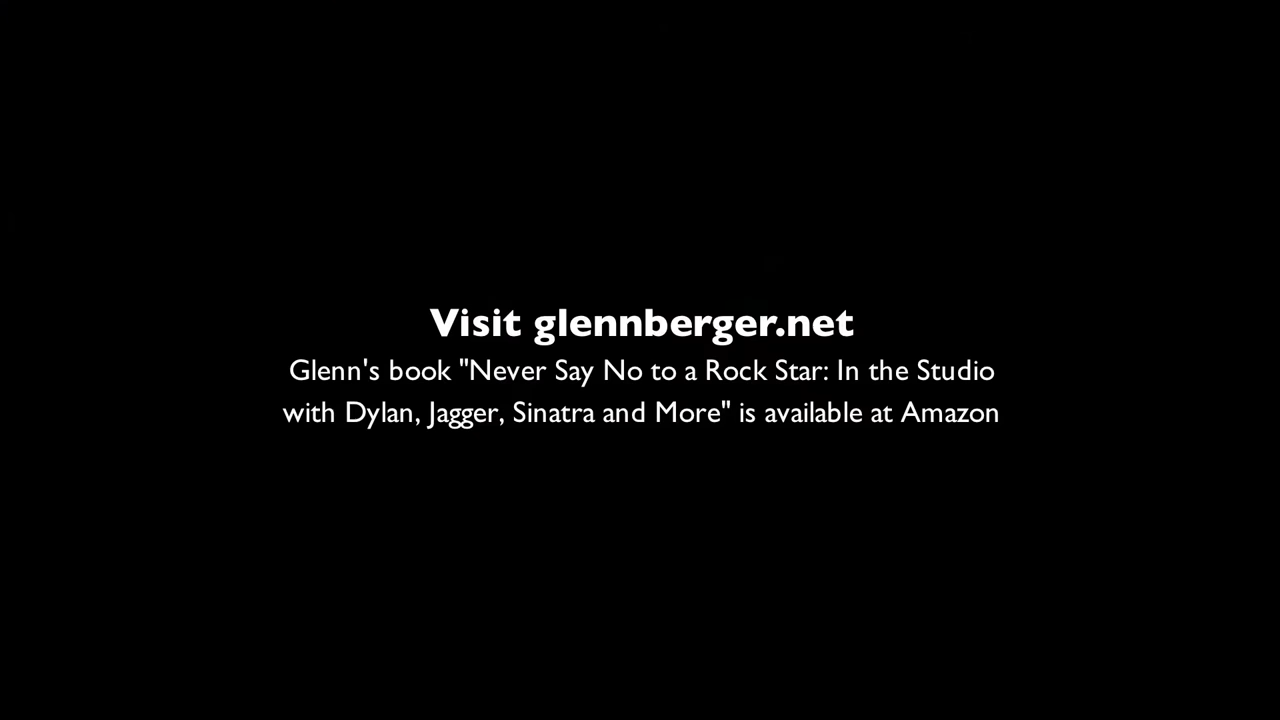 Visit glennberger.net
Glenn's book "Never Say No to a Rock Star: In the Studio
with Dylan, Jagger, Sinatra and More" is available at Amazon